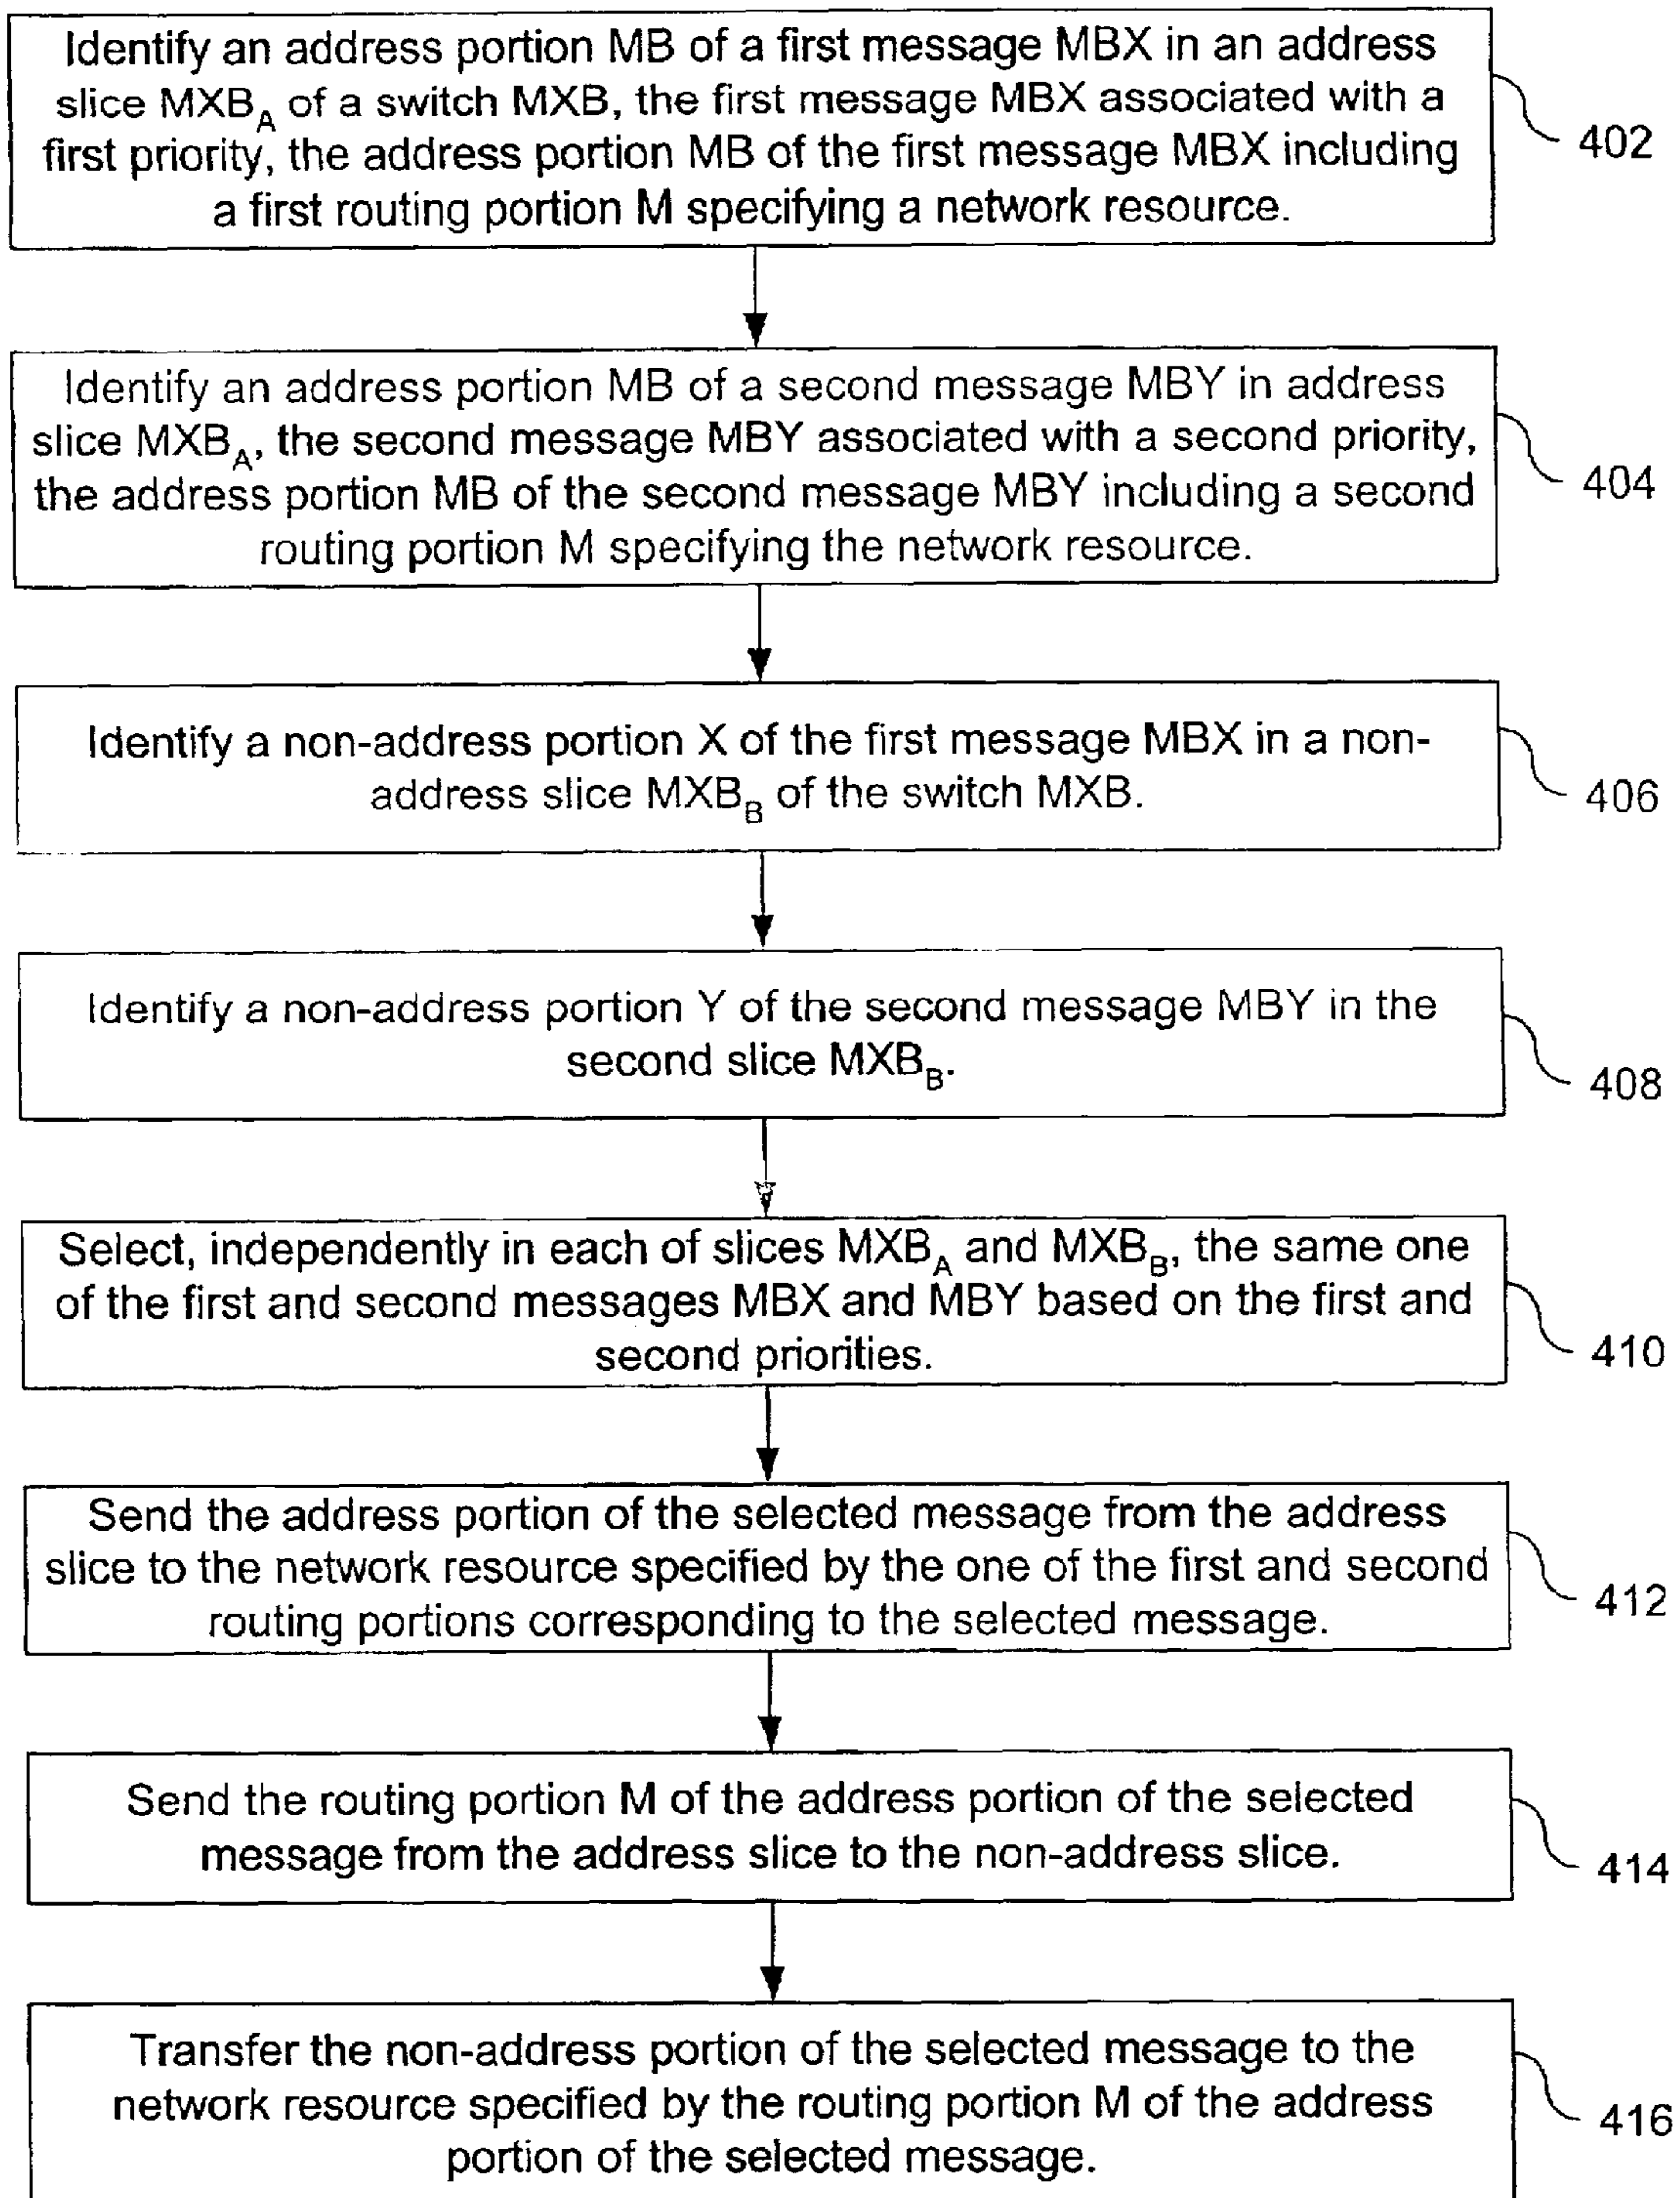 Identify an address portion MB of a first message MBX in an address
slice MXBA of a switch MXB, the first message MBX associated with a
first priority, the address portion MB of the first message MBX including
a first routing portion M specifying a network resource.
402
Identify an address portion MB of a second message MBY in address
slice MXBA, the second message MBY associated with a second priority,
the address portion MB of the second message MBY including a second
routing portion M specifying the network resource.
404
Identify a non-address portion X of the first message MBX in a non-
address slice MXBB of the switch MXB.
406
Identify a non-address portion Y of the second message MBY in the
second slice MXBB.
408
Select, independently in each of slices MXBA and MXBB, the same one
of the first and second messages MBX and MBY based on the first and
second priorities.
410
Send the address portion of the selected message from the address
slice to the network resource specified by the one of the first and second
routing portions corresponding to the selected message.
412
Send the routing portion M of the address portion of the selected
message from the address slice to the non-address slice.
414
Transfer the non-address portion of the selected message to the
network resource specified by the routing portion M of the address
portion of the selected message.
416